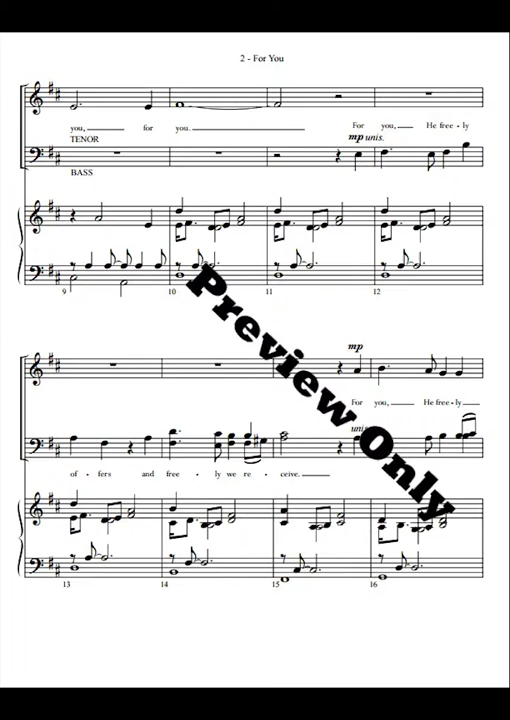 2 - For You
you, for you. For you, He free - ly
TENOR
mp unis.
BASS
9 10 11 12
Preview Only
mp
For you, He free - ly
unis.
of - fers and free - ly we re - ceive.
13 14 15 16